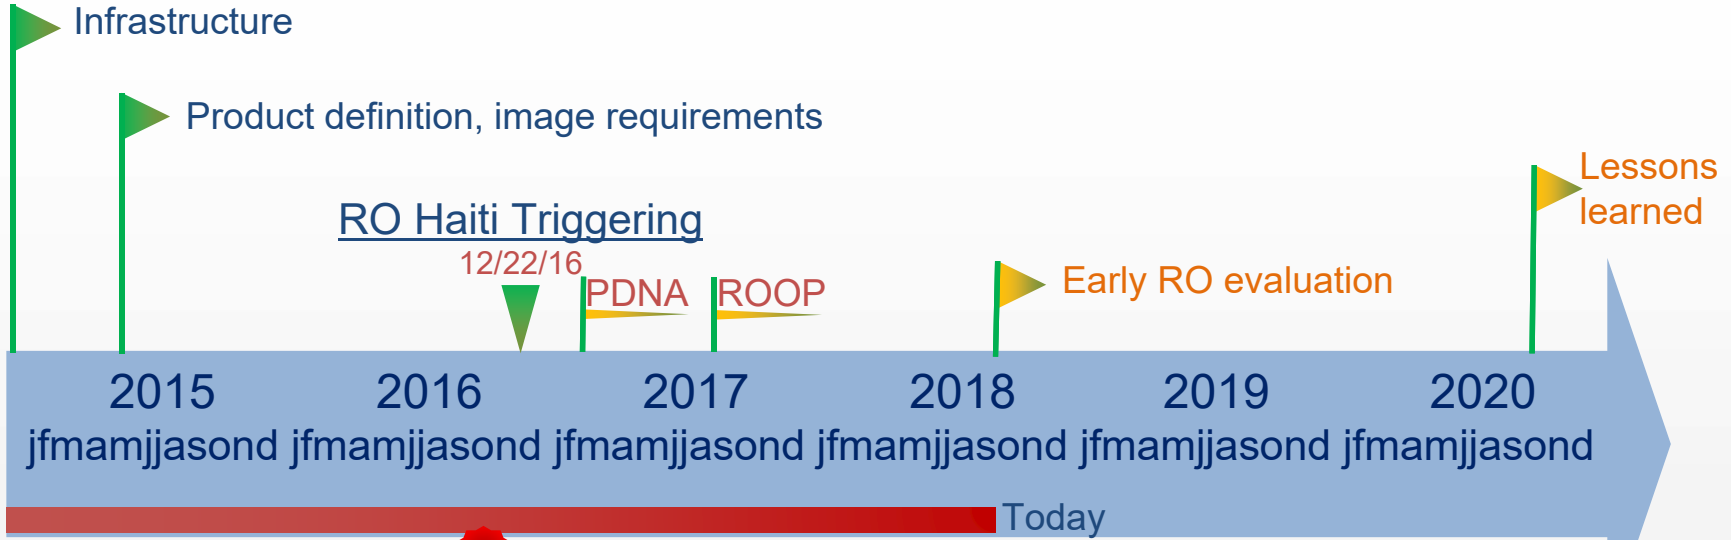 Infrastructure
Product definition, image requirements
Lessons
learned
RO Haiti Triggering
12/22/16
PDNA
ROOP
Early RO evaluation
2015 2016 2017 2018 2019 2020
jfmamjjasond jfmamjjasond jfmamjjasond jfmamjjasond jfmamjjasond jfmamjjasond
Today